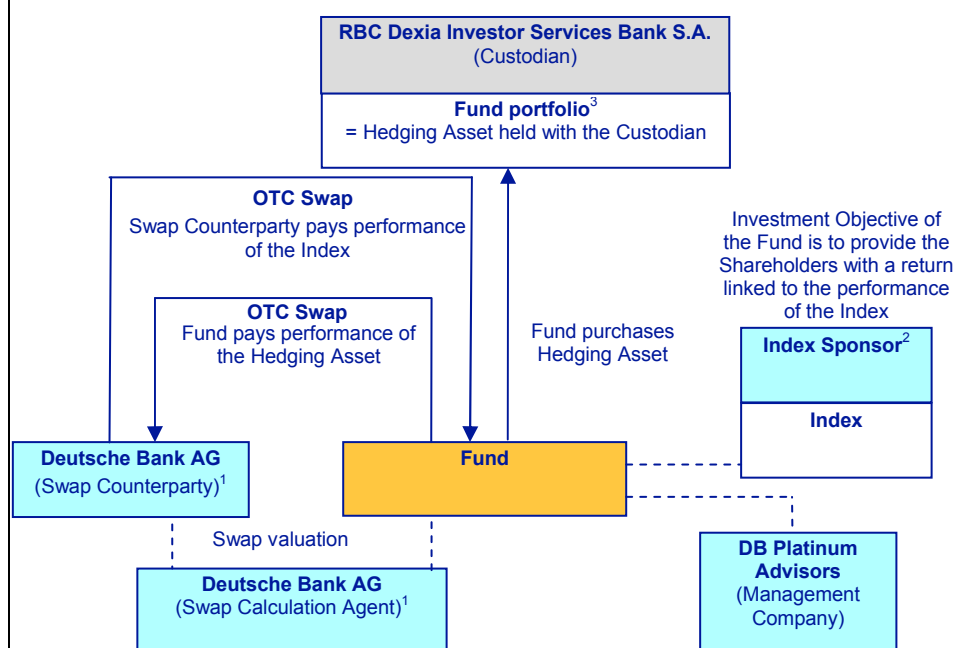 RBC Dexia Investor Services Bank S.A.
(Custodian)
Fund portfolio³
= Hedging Asset held with the Custodian
OTC Swap
Swap Counterparty pays performance
of the Index
OTC Swap
Fund pays performance of
the Hedging Asset
Fund purchases
Hedging Asset
Investment Objective of
the Fund is to provide the
Shareholders with a return
linked to the performance
of the Index
Index Sponsor²
Index
Deutsche Bank AG
(Swap Counterparty)¹
Fund
Swap valuation
Deutsche Bank AG
(Swap Calculation Agent)¹
DB Platinum
Advisors
(Management
Company)